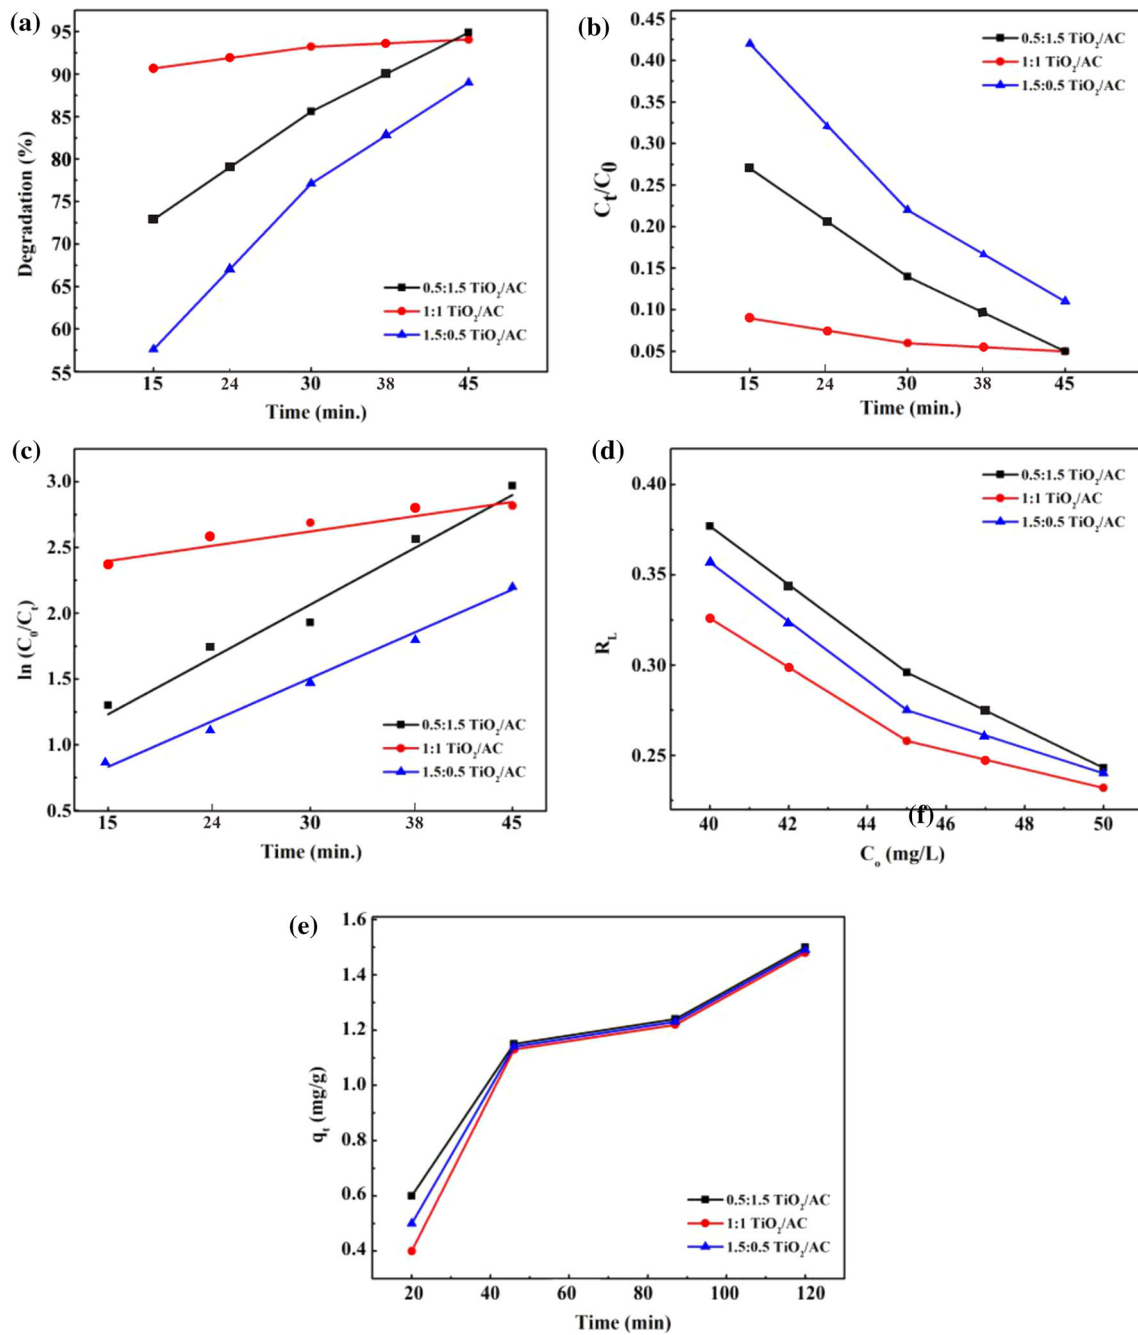 (a)
95
90
85
80
75
70
65
60
55
Degradation (%)
0.5:1.5 TiO₂/AC
1:1 TiO₂/AC
1.5:0.5 TiO₂/AC
15 24 30 38 45
Time (min.)
(b)
0.45
0.40
0.35
0.30
0.25
0.20
0.15
0.10
0.05
Cₜ/C₀
0.5:1.5 TiO₂/AC
1:1 TiO₂/AC
1.5:0.5 TiO₂/AC
15 24 30 38 45
Time (min.)
(c)
3.0
2.5
2.0
1.5
1.0
0.5
ln (C₀/Cₜ)
0.5:1.5 TiO₂/AC
1:1 TiO₂/AC
1.5:0.5 TiO₂/AC
15 24 30 38 45
Time (min.)
(d)
0.40
0.35
0.30
0.25
R_L
0.5:1.5 TiO₂/AC
1:1 TiO₂/AC
1.5:0.5 TiO₂/AC
(f)
40 42 44 46 48 50
Cₒ (mg/L)
(e)
1.6
1.4
1.2
1.0
0.8
0.6
0.4
qₜ (mg/g)
0.5:1.5 TiO₂/AC
1:1 TiO₂/AC
1.5:0.5 TiO₂/AC
20 40 60 80 100 120
Time (min)